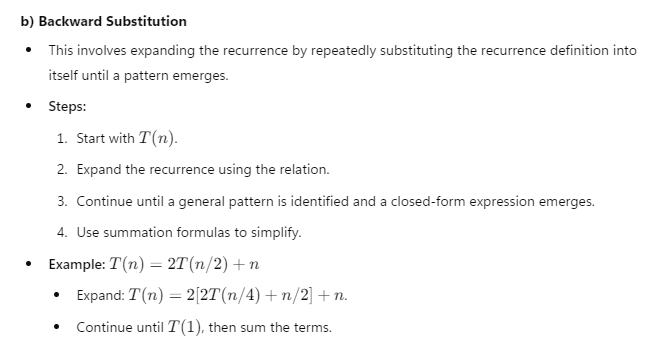 b) Backward Substitution
• This involves expanding the recurrence by repeatedly substituting the recurrence definition into
itself until a pattern emerges.
• Steps:
1. Start with T(n).
2. Expand the recurrence using the relation.
3. Continue until a general pattern is identified and a closed-form expression emerges.
4. Use summation formulas to simplify.
• Example: T(n) = 2T(n/2) + n
• Expand: T(n) = 2[2T(n/4) + n/2] + n.
• Continue until T(1), then sum the terms.